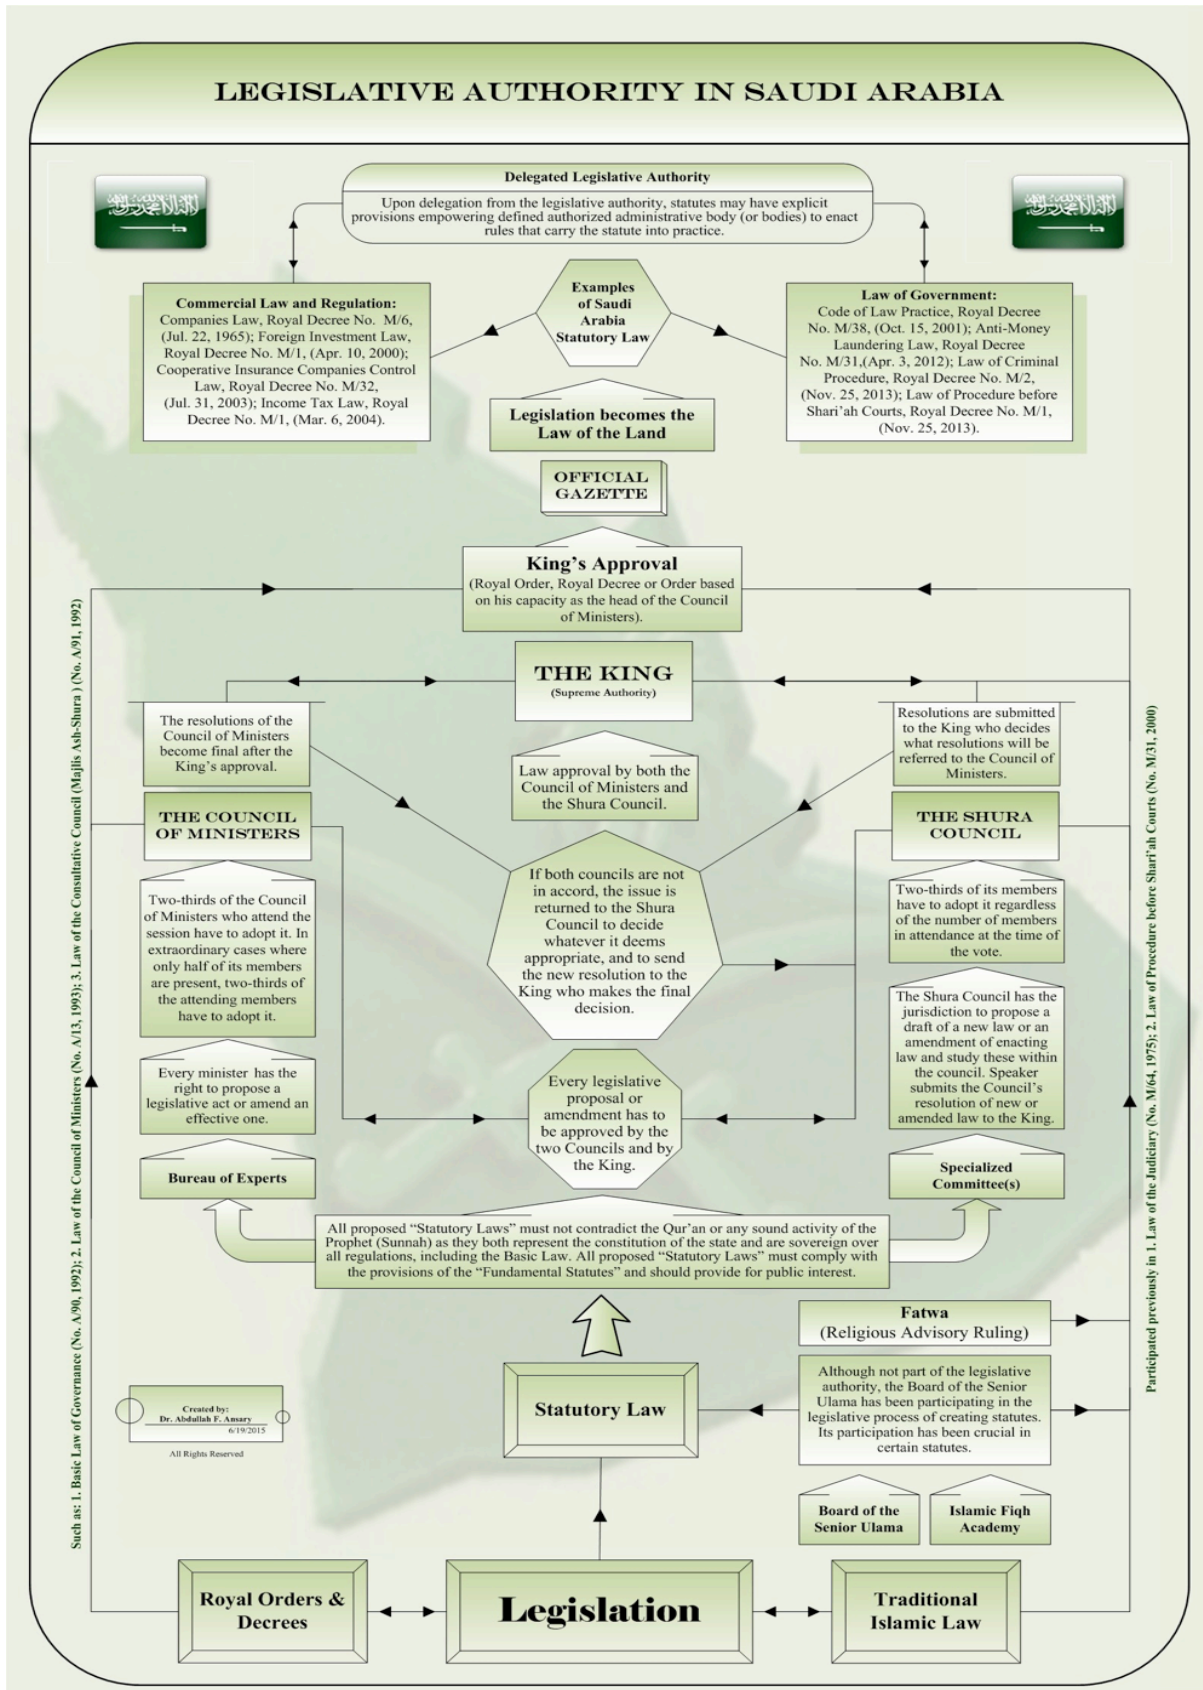 LEGISLATIVE AUTHORITY IN SAUDI ARABIA
Delegated Legislative Authority
Upon delegation from the legislative authority, statutes may have explicit
provisions empowering defined authorized administrative body (or bodies) to enact
rules that carry the statute into practice.
لا إله إلا الله محمد رسول الله
لا إله إلا الله محمد رسول الله
Commercial Law and Regulation:
Companies Law, Royal Decree No. M/6,
(Jul. 22, 1965); Foreign Investment Law,
Royal Decree No. M/1, (Apr. 10, 2000);
Cooperative Insurance Companies Control
Law, Royal Decree No. M/32,
(Jul. 31, 2003); Income Tax Law, Royal
Decree No. M/1, (Mar. 6, 2004).
Examples
of Saudi
Arabia
Statutory Law
Law of Government:
Code of Law Practice, Royal Decree
No. M/38, (Oct. 15, 2001); Anti-Money
Laundering Law, Royal Decree
No. M/31,(Apr. 3, 2012); Law of Criminal
Procedure, Royal Decree No. M/2,
(Nov. 25, 2013); Law of Procedure before
Shari'ah Courts, Royal Decree No. M/1,
(Nov. 25, 2013).
Legislation becomes the
Law of the Land
OFFICIAL
GAZETTE
King's Approval
(Royal Order, Royal Decree or Order based
on his capacity as the head of the Council
of Ministers).
THE KING
(Supreme Authority)
The resolutions of the
Council of Ministers
become final after the
King's approval.
Law approval by both the
Council of Ministers and
the Shura Council.
Resolutions are submitted
to the King who decides
what resolutions will be
referred to the Council of
Ministers.
THE COUNCIL
OF MINISTERS
THE SHURA
COUNCIL
Two-thirds of the Council
of Ministers who attend the
session have to adopt it. In
extraordinary cases where
only half of its members
are present, two-thirds of
the attending members
have to adopt it.
If both councils are not
in accord, the issue is
returned to the Shura
Council to decide
whatever it deems
appropriate, and to send
the new resolution to the
King who makes the final
decision.
Two-thirds of its members
have to adopt it regardless
of the number of members
in attendance at the time of
the vote.
The Shura Council has the
jurisdiction to propose a
draft of a new law or an
amendment of enacting
law and study these within
the council. Speaker
submits the Council's
resolution of new or
amended law to the King.
Every minister has the
right to propose a
legislative act or amend an
effective one.
Every legislative
proposal or
amendment has to
be approved by the
two Councils and by
the King.
Bureau of Experts
Specialized
Committee(s)
All proposed “Statutory Laws” must not contradict the Qur'an or any sound activity of the
Prophet (Sunnah) as they both represent the constitution of the state and are sovereign over
all regulations, including the Basic Law. All proposed “Statutory Laws” must comply with
the provisions of the “Fundamental Statutes” and should provide for public interest.
Fatwa
(Religious Advisory Ruling)
Statutory Law
Although not part of the legislative
authority, the Board of the Senior
Ulama has been participating in the
legislative process of creating statutes.
Its participation has been crucial in
certain statutes.
Created by:
Dr. Abdullah F. Ansary
6/19/2015
All Rights Reserved
Board of the
Senior Ulama
Islamic Fiqh
Academy
Royal Orders &
Decrees
Legislation
Traditional
Islamic Law
Such as: 1. Basic Law of Governance (No. A/90, 1992); 2. Law of the Council of Ministers (No. A/13, 1993); 3. Law of the Consultative Council (Majlis Ash-Shura ) (No. A/91, 1992)
Participated previously in 1. Law of the Judiciary (No. M/64, 1975); 2. Law of Procedure before Shari'ah Courts (No. M/31, 2000)